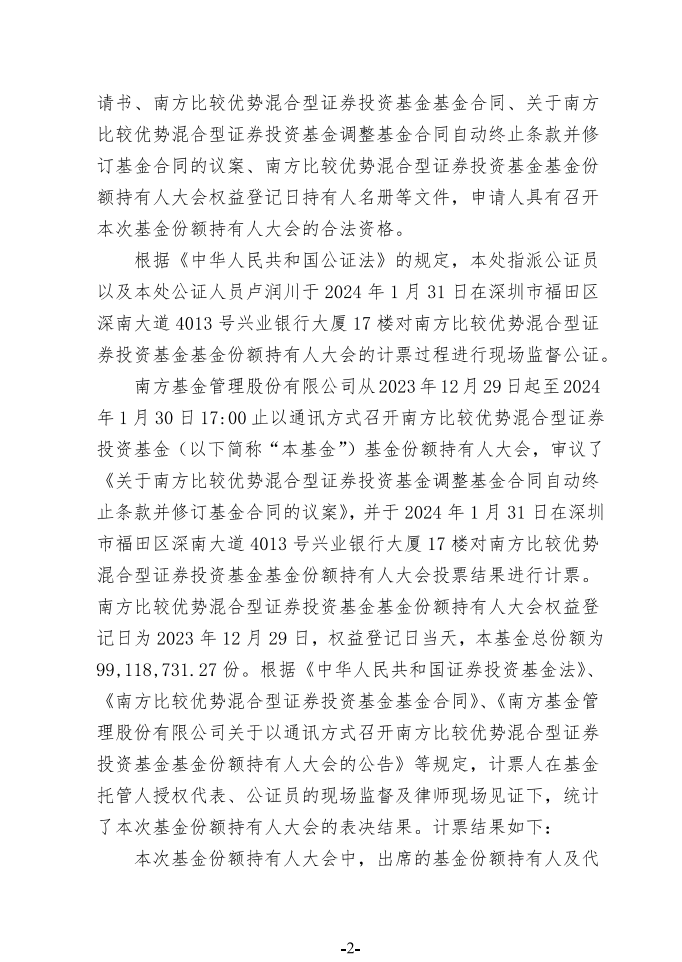 请书、南方比较优势混合型证券投资基金基金合同、关于南方
比较优势混合型证券投资基金调整基金合同自动终止条款并修
订基金合同的议案、南方比较优势混合型证券投资基金基金份
额持有人大会权益登记日持有人名册等文件，申请人具有召开
本次基金份额持有人大会的合法资格。
根据《中华人民共和国公证法》的规定，本处指派公证员
以及本处公证人员卢润川于 2024 年 1 月 31 日在深圳市福田区
深南大道 4013 号兴业银行大厦 17 楼对南方比较优势混合型证
券投资基金基金份额持有人大会的计票过程进行现场监督公证。
南方基金管理股份有限公司从 2023 年 12 月 29 日起至 2024
年 1 月 30 日 17:00 止以通讯方式召开南方比较优势混合型证券
投资基金（以下简称“本基金”）基金份额持有人大会，审议了
《关于南方比较优势混合型证券投资基金调整基金合同自动终
止条款并修订基金合同的议案》，并于 2024 年 1 月 31 日在深圳
市福田区深南大道 4013 号兴业银行大厦 17 楼对南方比较优势
混合型证券投资基金基金份额持有人大会投票结果进行计票。
南方比较优势混合型证券投资基金基金份额持有人大会权益登
记日为 2023 年 12 月 29 日，权益登记日当天，本基金总份额为
99,118,731.27 份。根据《中华人民共和国证券投资基金法》、
《南方比较优势混合型证券投资基金基金合同》、《南方基金管
理股份有限公司关于以通讯方式召开南方比较优势混合型证券
投资基金基金份额持有人大会的公告》等规定，计票人在基金
托管人授权代表、公证员的现场监督及律师现场见证下，统计
了本次基金份额持有人大会的表决结果。计票结果如下：
本次基金份额持有人大会中，出席的基金份额持有人及代
-2-